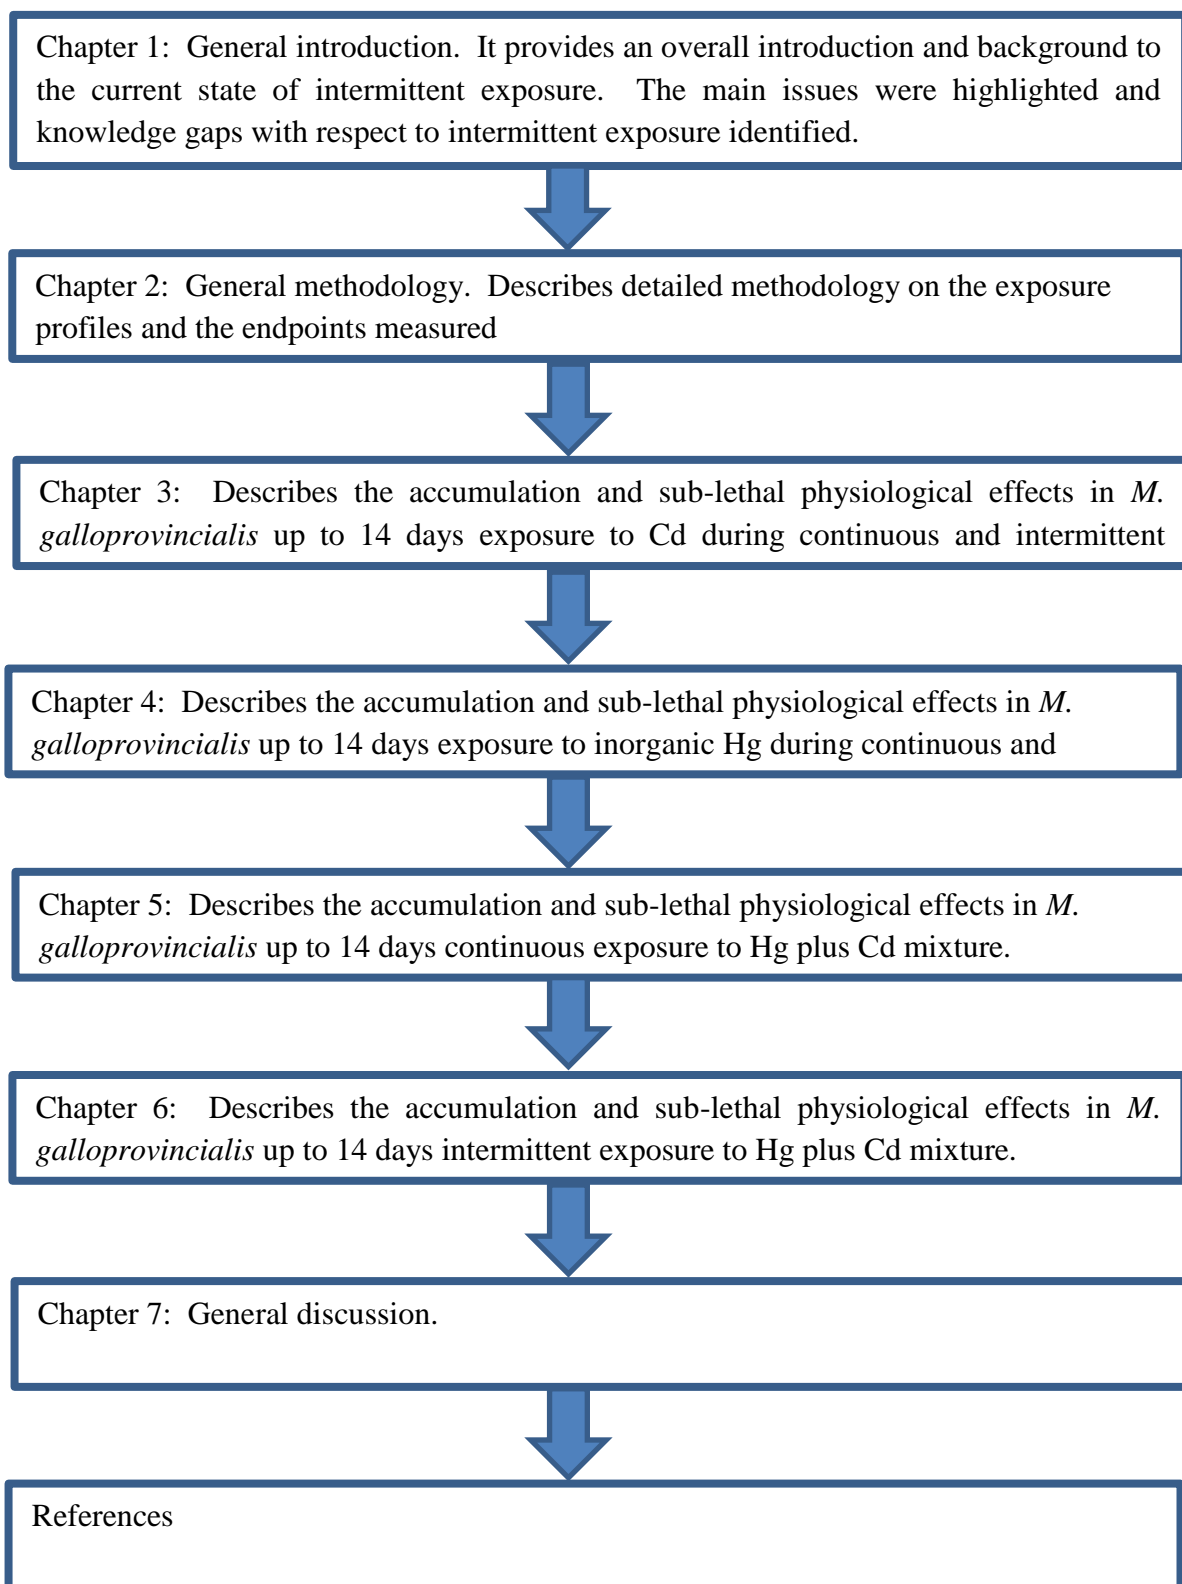 Chapter 1:  General introduction.  It provides an overall introduction and background to
the current state of intermittent exposure.  The main issues were highlighted and
knowledge gaps with respect to intermittent exposure identified.
Chapter 2:  General methodology.  Describes detailed methodology on the exposure
profiles and the endpoints measured
Chapter 3:  Describes the accumulation and sub-lethal physiological effects in M.
galloprovincialis up to 14 days exposure to Cd during continuous and intermittent
Chapter 4:  Describes the accumulation and sub-lethal physiological effects in M.
galloprovincialis up to 14 days exposure to inorganic Hg during continuous and
Chapter 5:  Describes the accumulation and sub-lethal physiological effects in M.
galloprovincialis up to 14 days continuous exposure to Hg plus Cd mixture.
Chapter 6:  Describes the accumulation and sub-lethal physiological effects in M.
galloprovincialis up to 14 days intermittent exposure to Hg plus Cd mixture.
Chapter 7:  General discussion.
References